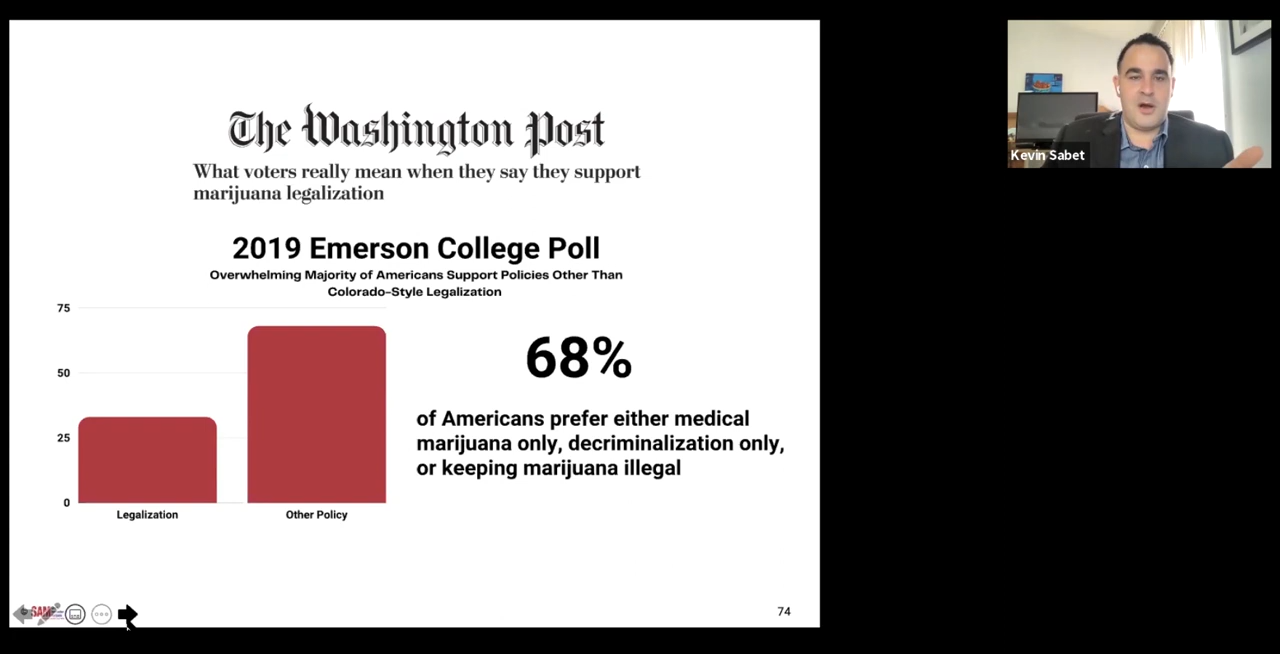 The Washington Post
What voters really mean when they say they support
marijuana legalization
2019 Emerson College Poll
Overwhelming Majority of Americans Support Policies Other Than
Colorado-Style Legalization
75
50
25
0
Legalization
Other Policy
68%
of Americans prefer either medical
marijuana only, decriminalization only,
or keeping marijuana illegal
SAM
74
Kevin Sabet